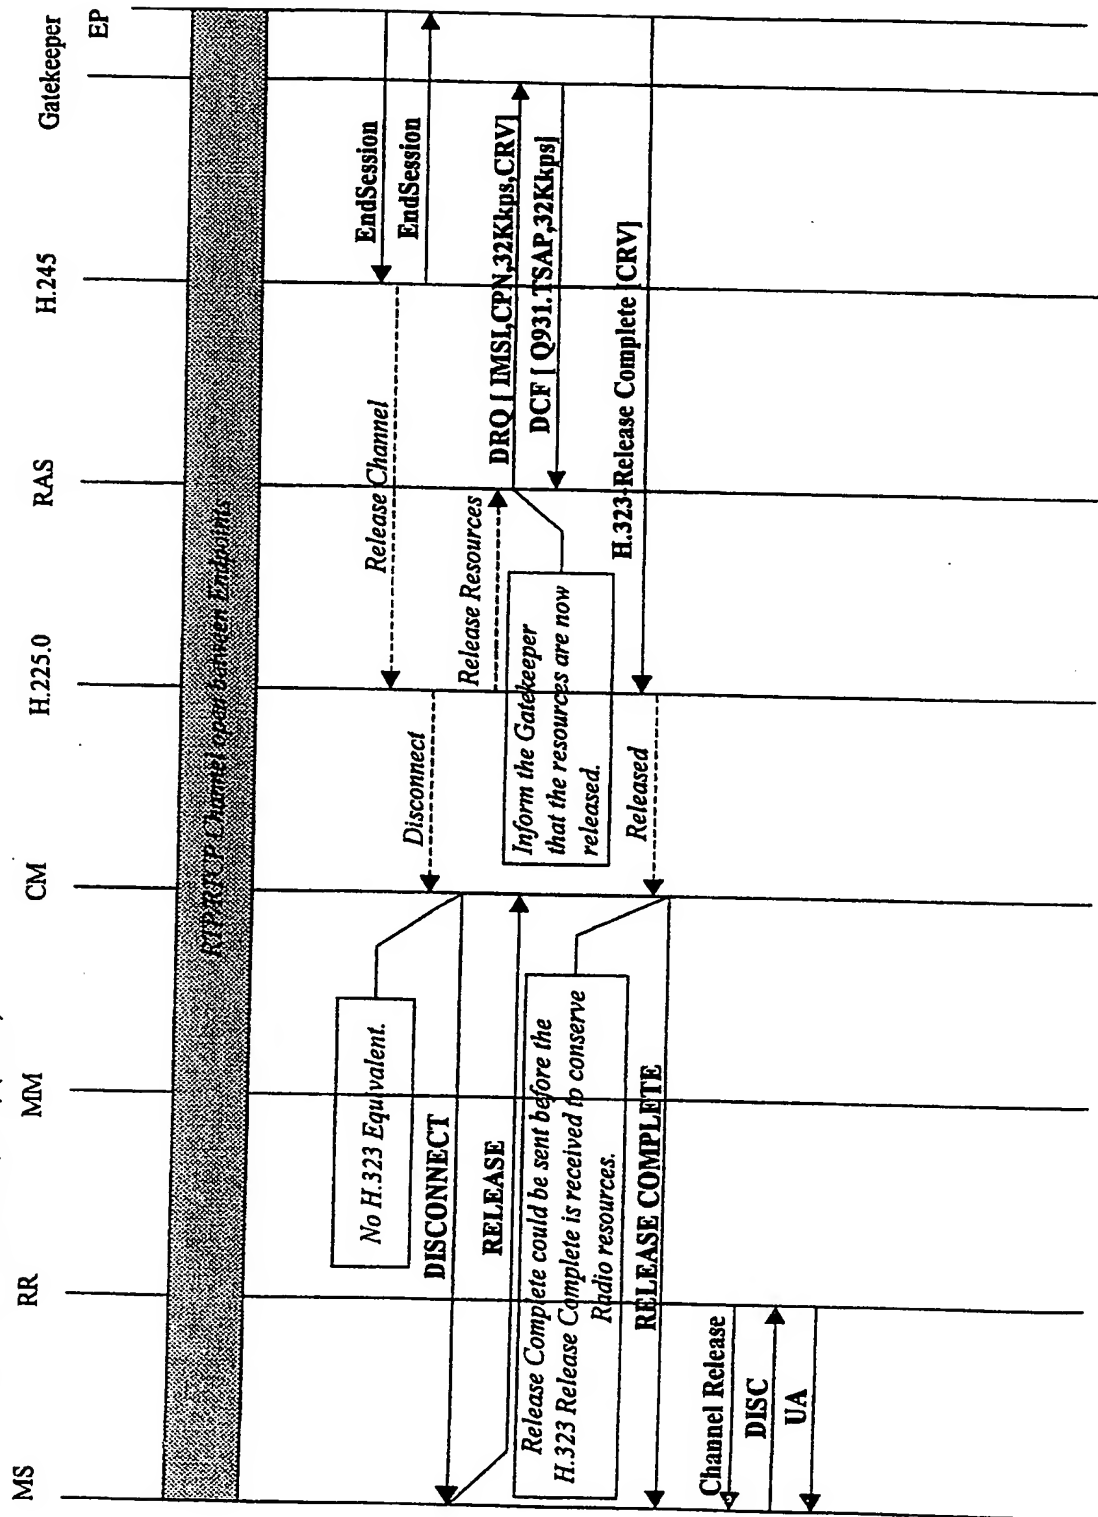 MS
RR
MM
CM
H.225.0
RAS
H.245
Gatekeeper
EP
RTP/RTCP Channel open between Endpoints
EndSession
EndSession
Release Channel
Disconnect
No H.323 Equivalent.
DISCONNECT
Release Resources
DRQ [ IMSI,CPN,32Kkps,CRV]
DCF [ Q931.TSAP,32Kkps]
RELEASE
Inform the Gatekeeper
that the resources are now
released.
Release Complete could be sent before the
H.323 Release Complete is received to conserve
Radio resources.
H.323-Release Complete [CRV]
Released
RELEASE COMPLETE
Channel Release
DISC
UA